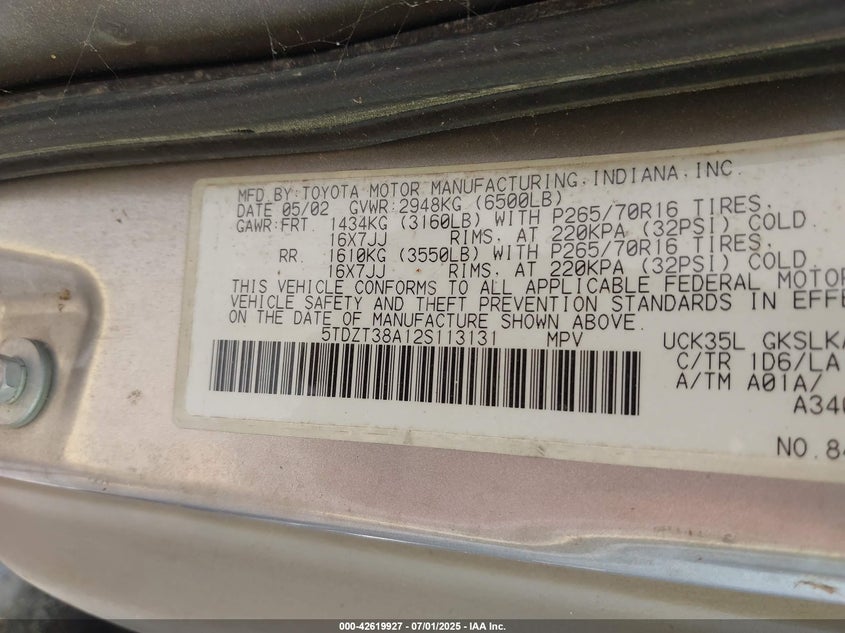 MFD.BY:TOYOTA MOTOR MANUFACTURING,INDIANA,INC.
DATE 05/02 GVWR:2948KG (6500LB)
GAWR:FRT. 1434KG (3160LB) WITH P265/70R16 TIRES,
16X7JJ RIMS, AT 220KPA (32PSI) COLD.
RR. 1610KG (3550LB) WITH P265/70R16 TIRES,
16X7JJ RIMS, AT 220KPA (32PSI) COLD.
THIS VEHICLE CONFORMS TO ALL APPLICABLE FEDERAL MOTOR
VEHICLE SAFETY AND THEFT PREVENTION STANDARDS IN EFFE
ON THE DATE OF MANUFACTURE SHOWN ABOVE.
5TDZT38A12S113131 MPV UCK35L GKSLKA
C/TR 1D6/LA
A/TM A01A/
A340
NO.84
000-42619927 - 07/01/2025 - IAA Inc.